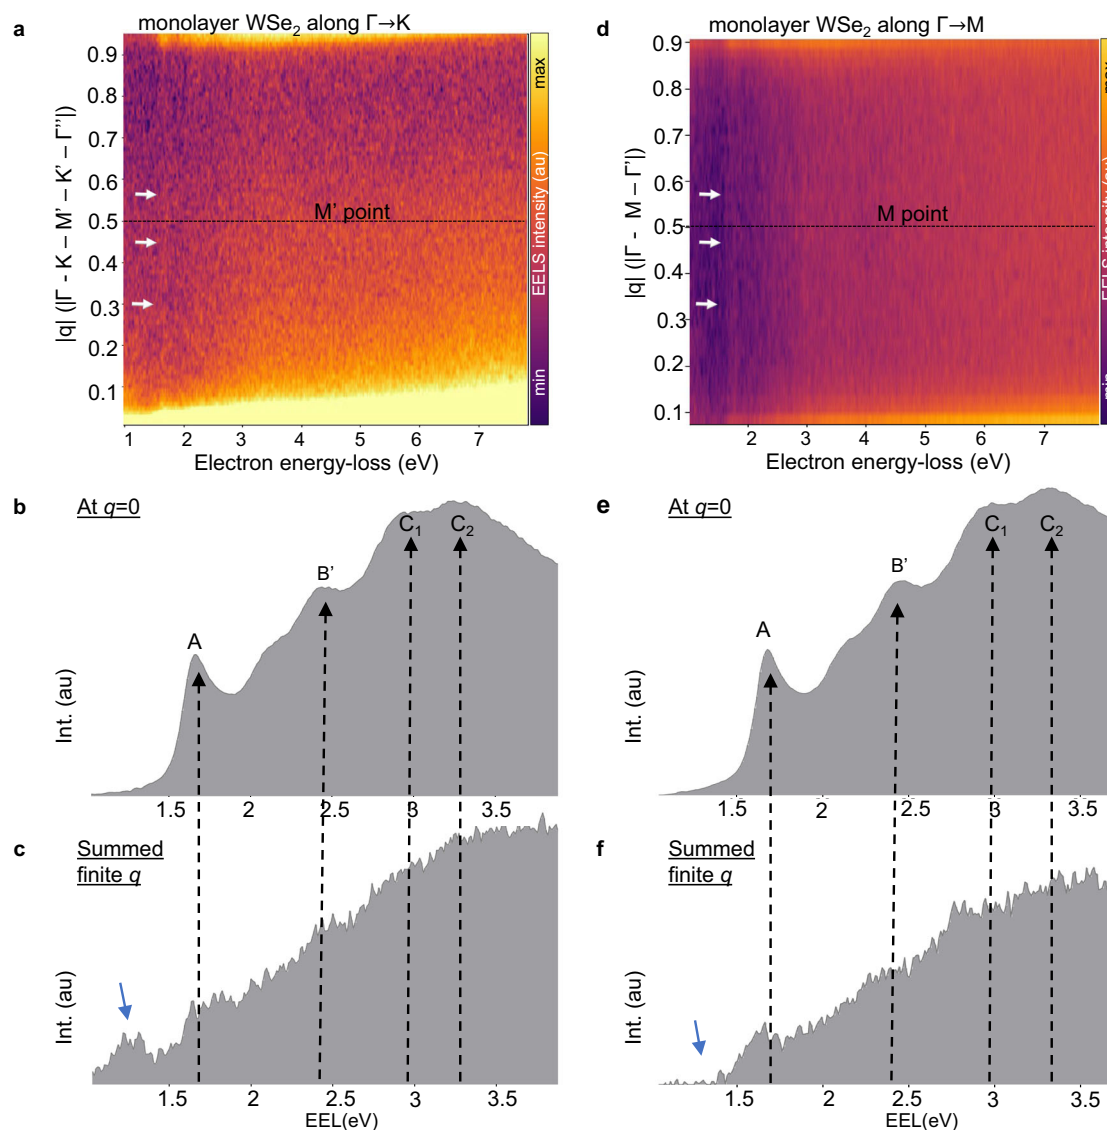 a
monolayer WSe₂ along Γ→K
|q| (|Γ - K – M’ – K’ – Γ’’|)
0.9
0.8
0.7
0.6
0.5
0.4
0.3
0.2
0.1
M’ point
1 2 3 4 5 6 7
Electron energy-loss (eV)
max
EELS intensity (au)
min
d
monolayer WSe₂ along Γ→M
|q| (|Γ - M – Γ’|)
0.9
0.8
0.7
0.6
0.5
0.4
0.3
0.2
0.1
M point
2 3 4 5 6 7
Electron energy-loss (eV)
max
EELS intensity (au)
min
b
At q=0
Int. (au)
A
B’
C₁
C₂
1.5 2 2.5 3 3.5
e
At q=0
Int. (au)
A
B’
C₁
C₂
1.5 2 2.5 3 3.5
c
Summed
finite q
Int. (au)
1.5 2 2.5 3 3.5
EEL(eV)
f
Summed
finite q
Int. (au)
1.5 2 2.5 3 3.5
EEL(eV)